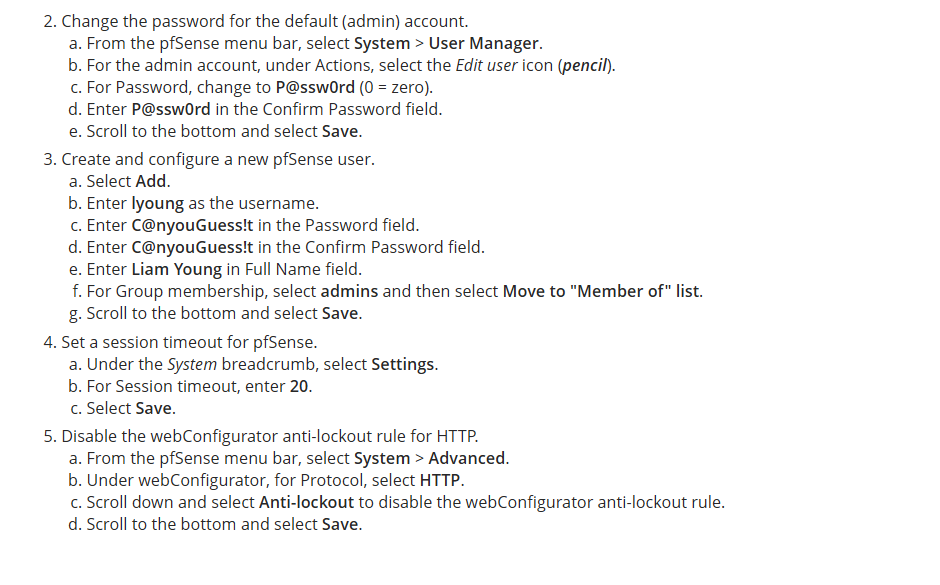 2. Change the password for the default (admin) account.
a. From the pfSense menu bar, select System > User Manager.
b. For the admin account, under Actions, select the Edit user icon (pencil).
c. For Password, change to P@ssw0rd (0 = zero).
d. Enter P@ssw0rd in the Confirm Password field.
e. Scroll to the bottom and select Save.
3. Create and configure a new pfSense user.
a. Select Add.
b. Enter lyoung as the username.
c. Enter C@nyouGuess!t in the Password field.
d. Enter C@nyouGuess!t in the Confirm Password field.
e. Enter Liam Young in Full Name field.
f. For Group membership, select admins and then select Move to "Member of" list.
g. Scroll to the bottom and select Save.
4. Set a session timeout for pfSense.
a. Under the System breadcrumb, select Settings.
b. For Session timeout, enter 20.
c. Select Save.
5. Disable the webConfigurator anti-lockout rule for HTTP.
a. From the pfSense menu bar, select System > Advanced.
b. Under webConfigurator, for Protocol, select HTTP.
c. Scroll down and select Anti-lockout to disable the webConfigurator anti-lockout rule.
d. Scroll to the bottom and select Save.